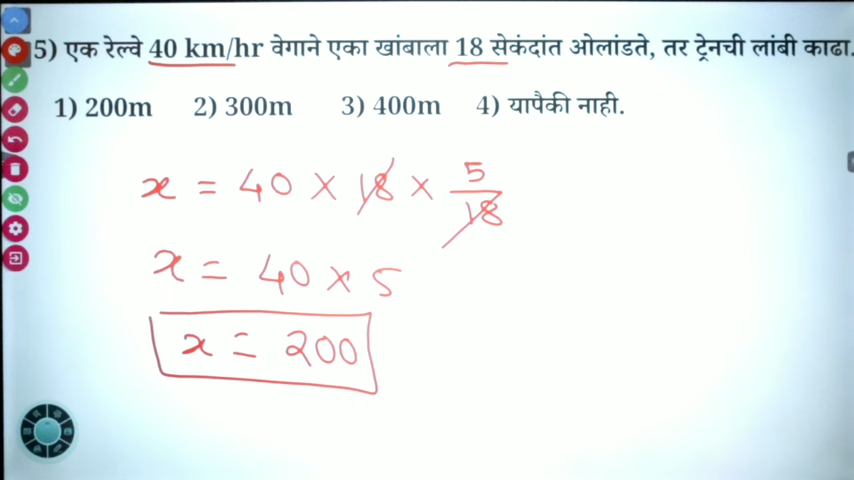 5) एक रेल्वे 40 km/hr वेगाने एका खांबाला 18 सेकंदांत ओलांडते, तर ट्रेनची लांबी काढा.
1) 200m 2) 300m 3) 400m 4) यापैकी नाही.
x = 40 × 18 × 5/18
x = 40 × 5
x = 200